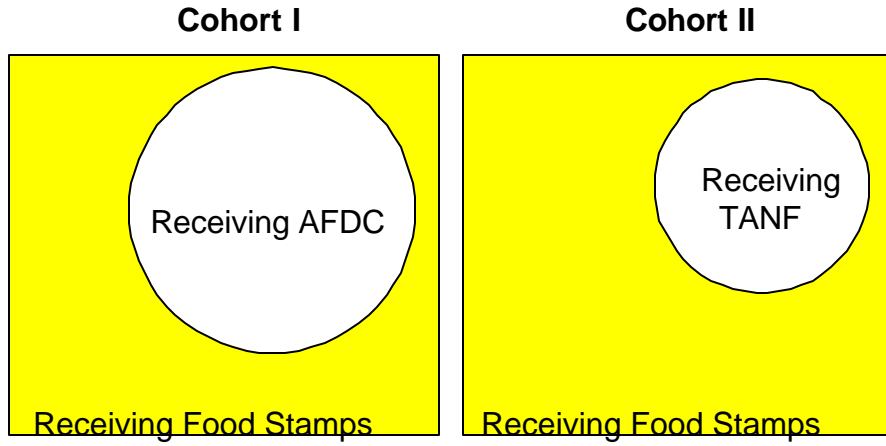 Cohort I
Cohort II
Receiving AFDC
Receiving
TANF
Receiving Food Stamps
Receiving Food Stamps